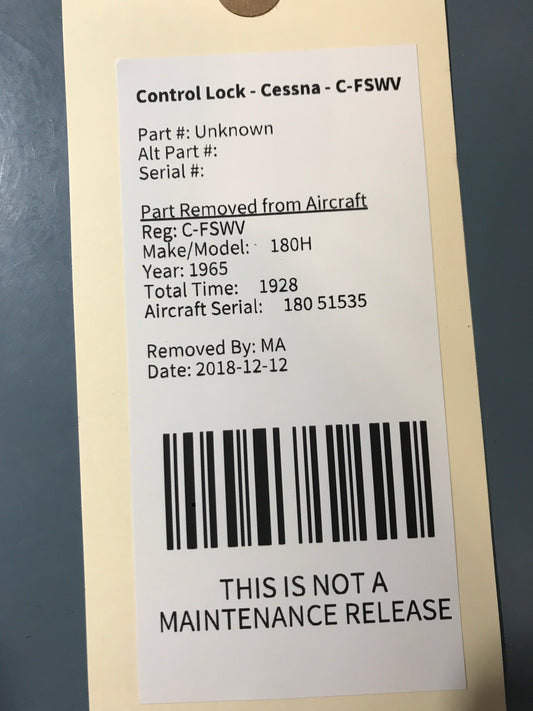 Control Lock - Cessna - C-FSWV
Part #: Unknown
Alt Part #:
Serial #:
Part Removed from Aircraft
Reg: C-FSWV
Make/Model: 180H
Year: 1965
Total Time: 1928
Aircraft Serial: 180 51535
Removed By: MA
Date: 2018-12-12
THIS IS NOT A
MAINTENANCE RELEASE